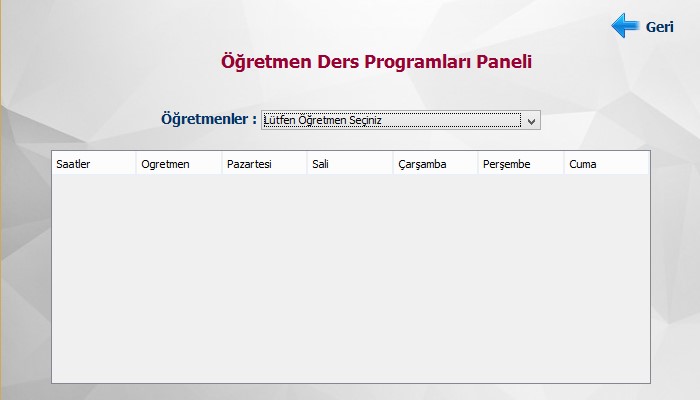 Geri
Öğretmen Ders Programları Paneli
Öğretmenler : Lütfen Öğretmen Seçiniz
Saatler Ogretmen Pazartesi Sali Çarşamba Perşembe Cuma